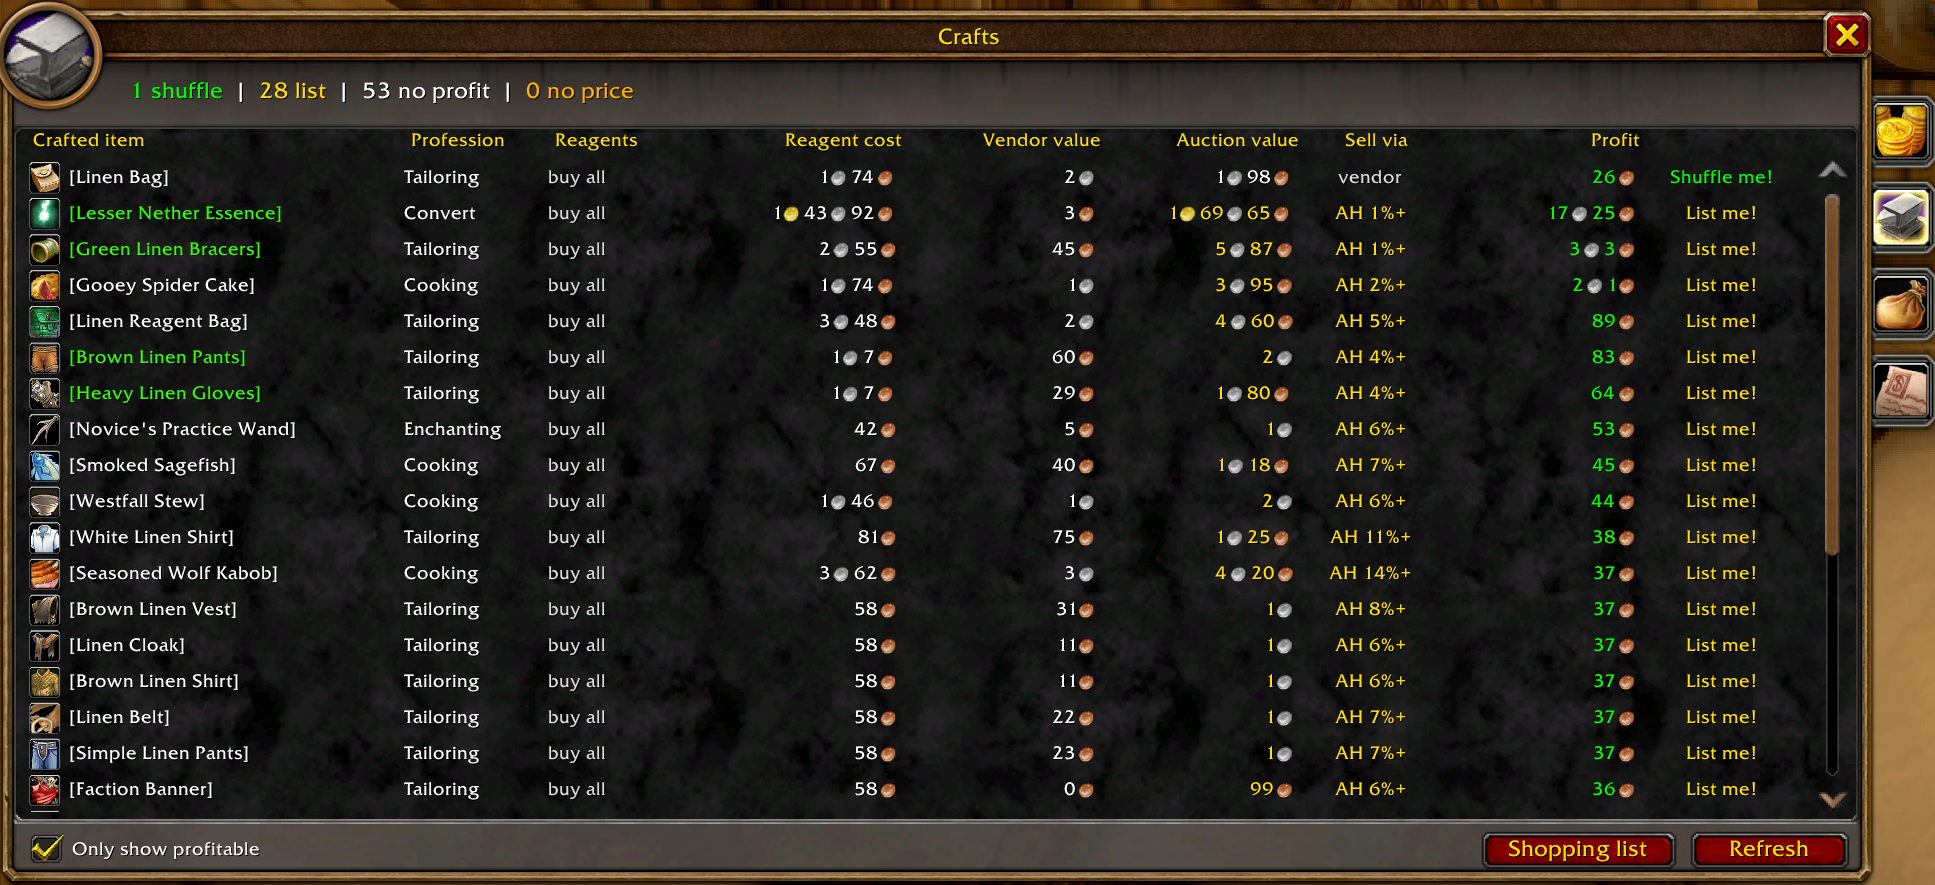 Crafts
1 shuffle | 28 list | 53 no profit | 0 no price
Crafted item Profession Reagents Reagent cost Vendor value Auction value Sell via Profit
[Linen Bag] Tailoring buy all 1 74 2 1 98 vendor 26 Shuffle me!
[Lesser Nether Essence] Convert buy all 1 43 92 3 1 69 65 AH 1%+ 17 25 List me!
[Green Linen Bracers] Tailoring buy all 2 55 45 5 87 AH 1%+ 3 3 List me!
[Gooey Spider Cake] Cooking buy all 1 74 1 3 95 AH 2%+ 2 1 List me!
[Linen Reagent Bag] Tailoring buy all 3 48 2 4 60 AH 5%+ 89 List me!
[Brown Linen Pants] Tailoring buy all 1 7 60 2 AH 4%+ 83 List me!
[Heavy Linen Gloves] Tailoring buy all 1 7 29 1 80 AH 4%+ 64 List me!
[Novice's Practice Wand] Enchanting buy all 42 5 1 AH 6%+ 53 List me!
[Smoked Sagefish] Cooking buy all 67 40 1 18 AH 7%+ 45 List me!
[Westfall Stew] Cooking buy all 1 46 1 2 AH 6%+ 44 List me!
[White Linen Shirt] Tailoring buy all 81 75 1 25 AH 11%+ 38 List me!
[Seasoned Wolf Kabob] Cooking buy all 3 62 3 4 20 AH 14%+ 37 List me!
[Brown Linen Vest] Tailoring buy all 58 31 1 AH 8%+ 37 List me!
[Linen Cloak] Tailoring buy all 58 11 1 AH 6%+ 37 List me!
[Brown Linen Shirt] Tailoring buy all 58 11 1 AH 6%+ 37 List me!
[Linen Belt] Tailoring buy all 58 22 1 AH 7%+ 37 List me!
[Simple Linen Pants] Tailoring buy all 58 23 1 AH 7%+ 37 List me!
[Faction Banner] Tailoring buy all 58 0 99 AH 6%+ 36 List me!
Only show profitable Shopping list Refresh